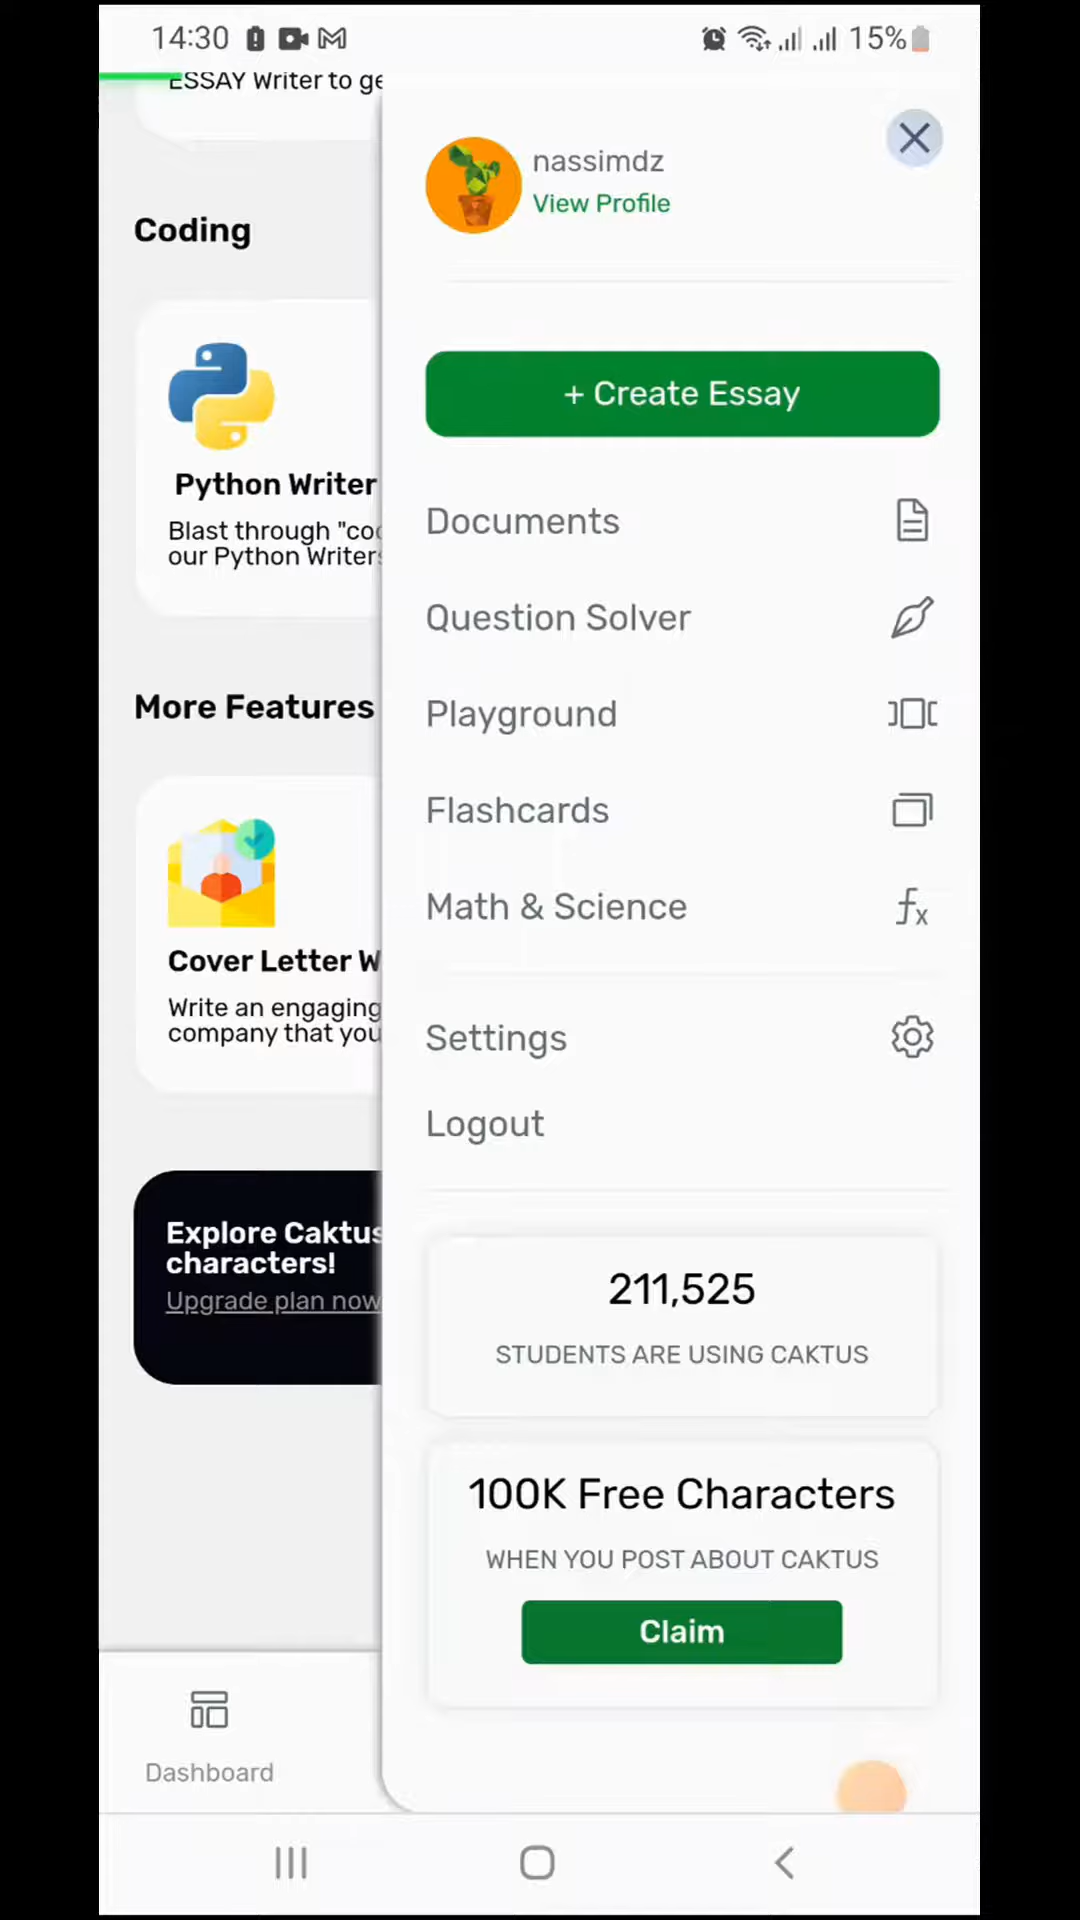 14:30
15%
ESSAY Writer to ge
Coding
Python Writer
Blast through "co
our Python Writer
More Features
Cover Letter W
Write an engaging
company that you
Explore Caktus
characters!
Upgrade plan now
Dashboard
nassimdz
View Profile
+ Create Essay
Documents
Question Solver
Playground
Flashcards
Math & Science
fx
Settings
Logout
211,525
STUDENTS ARE USING CAKTUS
100K Free Characters
WHEN YOU POST ABOUT CAKTUS
Claim